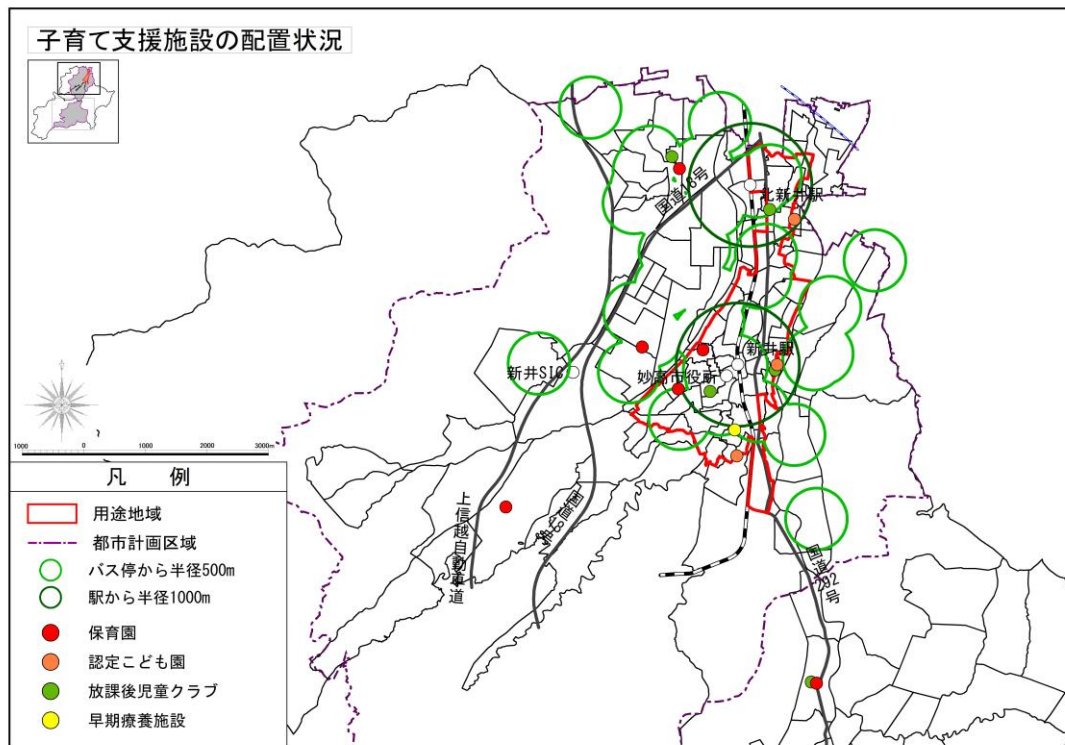 子育て支援施設の配置状況
国道18号
北新井駅
新井駅
新井SIC
妙高市役所
1000
0
1000
2000
3000m
上信越自動車道
国道18号
国道292号
凡 例
用途地域
都市計画区域
バス停から半径500m
駅から半径1000m
保育園
認定こども園
放課後児童クラブ
早期療養施設